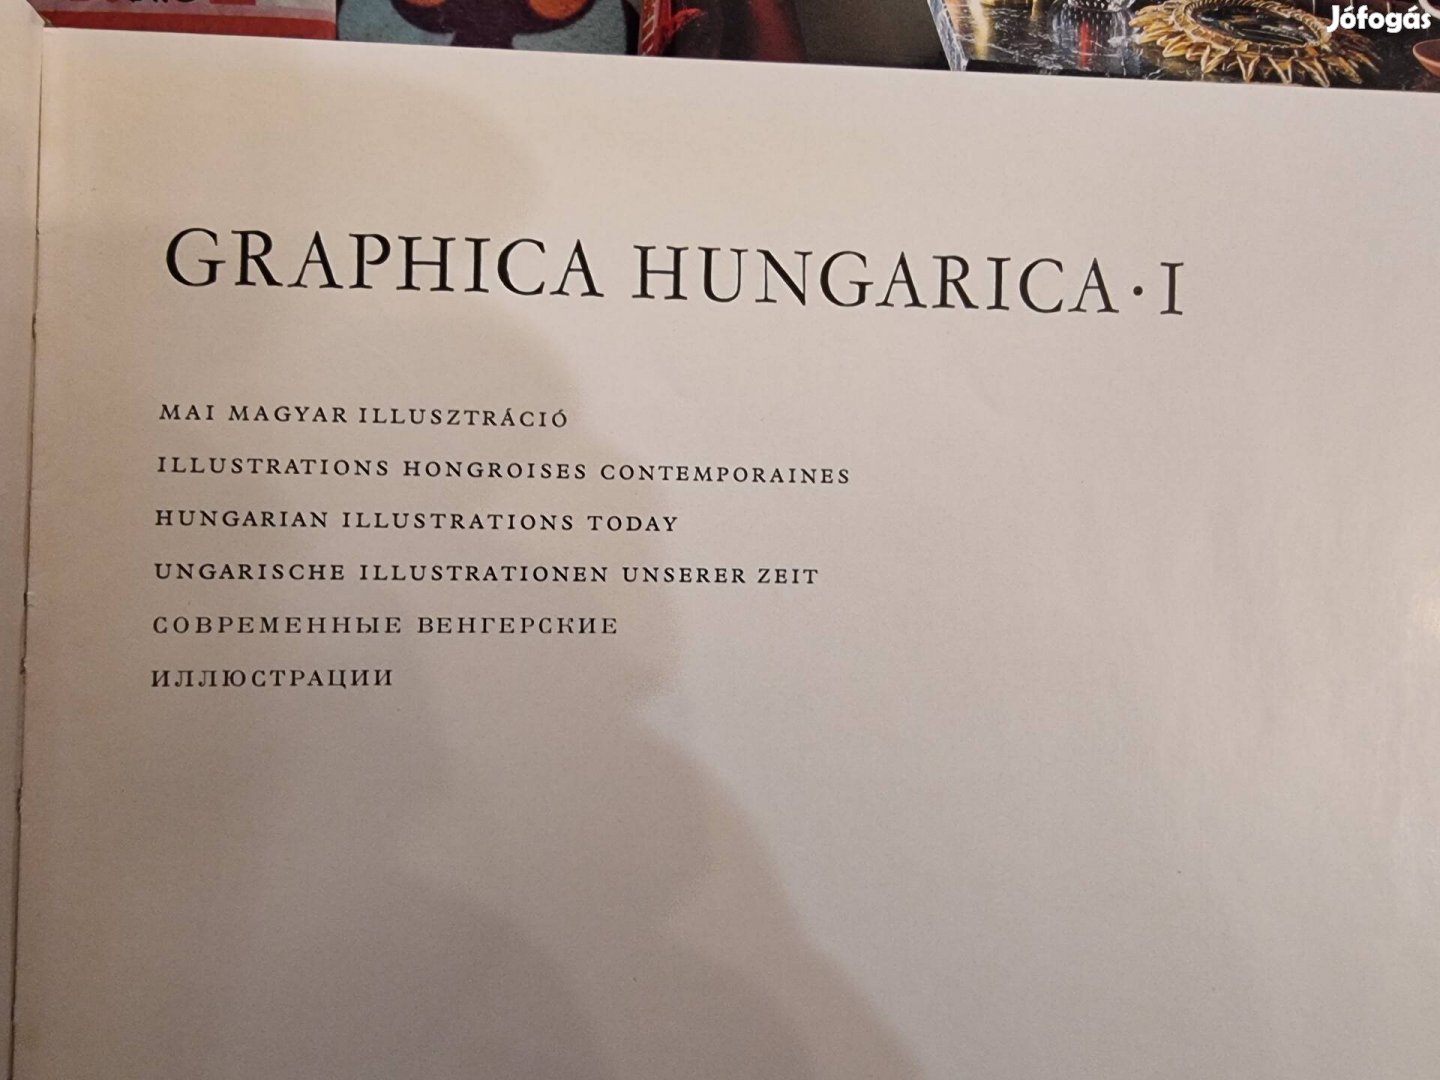 Jófogás
GRAPHICA HUNGARICA · I
MAI MAGYAR ILLUSZTRÁCIÓ
ILLUSTRATIONS HONGROISES CONTEMPORAINES
HUNGARIAN ILLUSTRATIONS TODAY
UNGARISCHE ILLUSTRATIONEN UNSERER ZEIT
СОВРЕМЕННЫЕ ВЕНГЕРСКИЕ
ИЛЛЮСТРАЦИИ